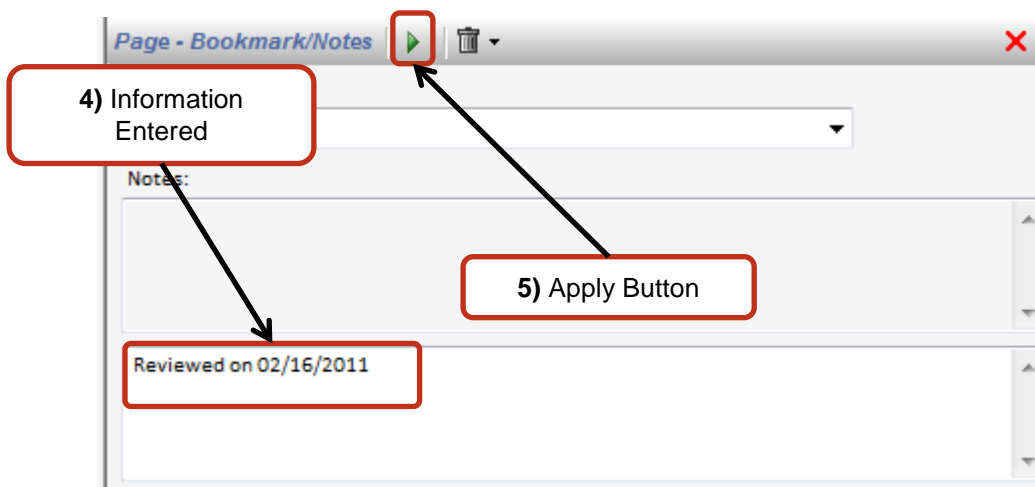 Page - Bookmark/Notes
4) Information
Entered
Notes:
5) Apply Button
Reviewed on 02/16/2011